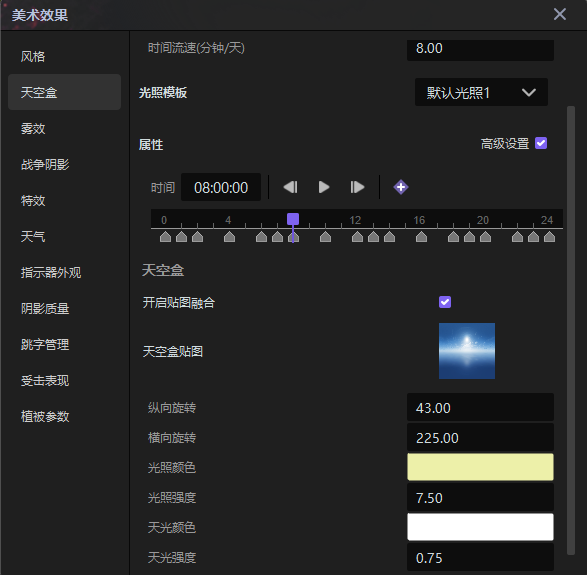 美术效果
风格
天空盒
雾效
战争阴影
特效
天气
指示器外观
阴影质量
跳字管理
受击表现
植被参数
时间流速(分钟/天) 8.00
光照模板 默认光照1
属性 高级设置
时间 08:00:00
0 4 12 16 20 24
天空盒
开启贴图融合
天空盒贴图
纵向旋转 43.00
横向旋转 225.00
光照颜色
光照强度 7.50
天光颜色
天光强度 0.75